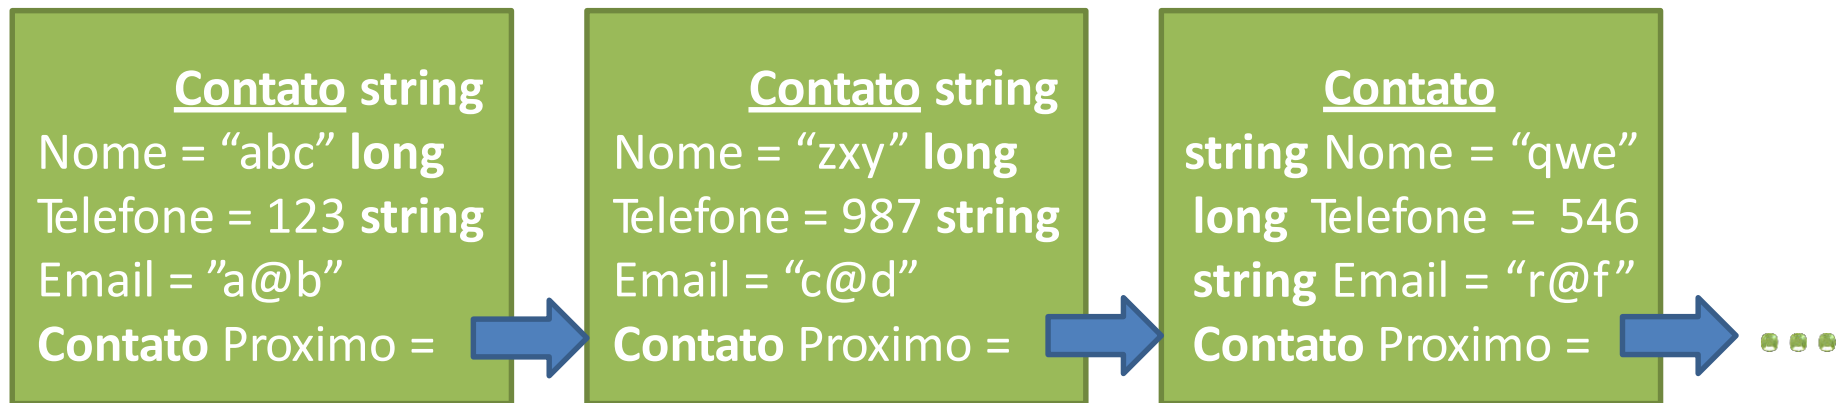 Contato string
Nome = “abc” long
Telefone = 123 string
Email = ”a@b”
Contato Proximo =
Contato string
Nome = “zxy” long
Telefone = 987 string
Email = “c@d”
Contato Proximo =
Contato
string Nome = “qwe”
long Telefone = 546
string Email = “r@f”
Contato Proximo =
...